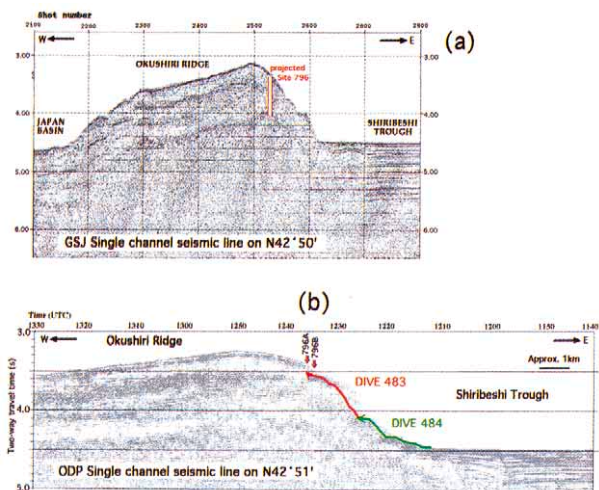 Shot number
2100 2200 2300 2400 2500 2600 2700 2800 2900
W E (a)
3.00 3.00
OKUSHIRI RIDGE
projected
Site 796
4.00 4.00
JAPAN
BASIN
SHIRIBESHI
TROUGH
5.00 5.00
6.00 6.00
GSJ Single channel seismic line on N42°50'
(b)
Time (UTC)
1330 1320 1310 1300 1250 1240 1230 1220 1210 1200 1150 1140
3.0
W Okushiri Ridge E
796A
796B
Approx. 1km
DIVE 483
Shiribeshi Trough
4.0
DIVE 484
Two-way travel time (s)
5.0
ODP Single channel seismic line on N42°51'